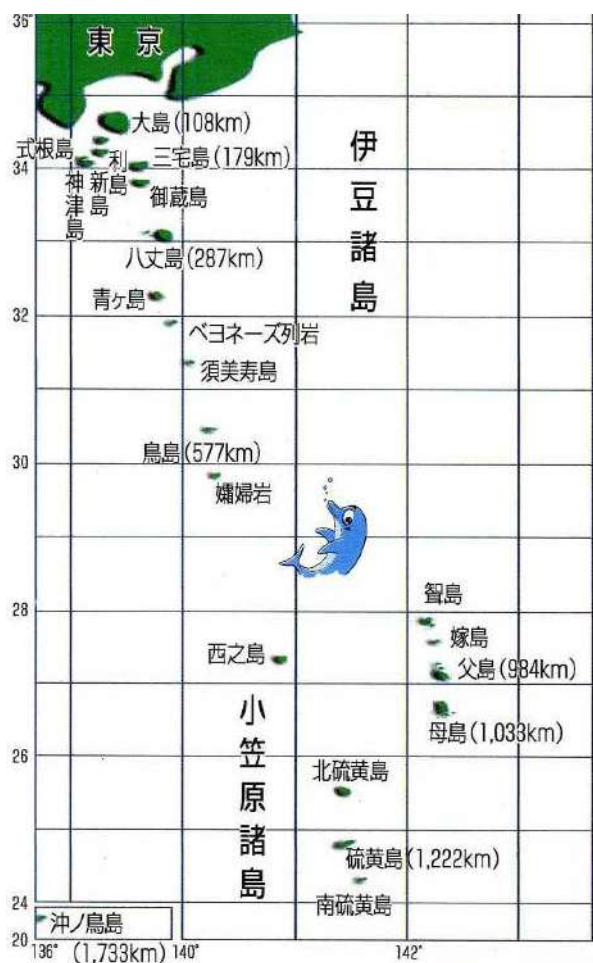 36°
東京
大島(108km)
式根島
利
三宅島(179km)
34
神津島
新島
御蔵島
伊豆諸島
八丈島(287km)
青ヶ島
32
ベヨネーズ列岩
須美寿島
鳥島(577km)
30
孀婦岩
28
聟島
嫁島
西之島
父島(984km)
母島(1,033km)
小笠原諸島
26
北硫黄島
硫黄島(1,222km)
南硫黄島
24
沖ノ鳥島
20
136°
(1,733km)
140°
142°